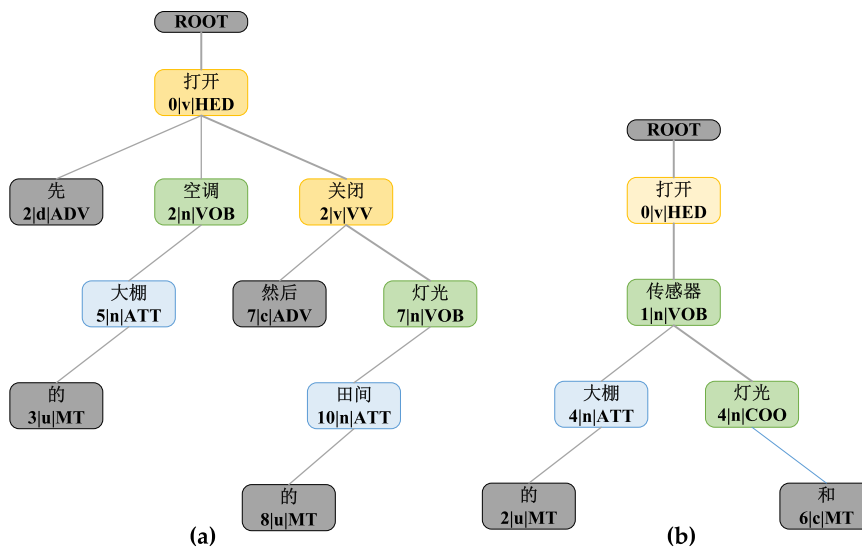 ROOT
打开
0|v|HED
先
2|d|ADV
空调
2|n|VOB
关闭
2|v|VV
大棚
5|n|ATT
然后
7|c|ADV
灯光
7|n|VOB
的
3|u|MT
田间
10|n|ATT
的
8|u|MT
(a)
ROOT
打开
0|v|HED
传感器
1|n|VOB
大棚
4|n|ATT
灯光
4|n|COO
的
2|u|MT
和
6|c|MT
(b)